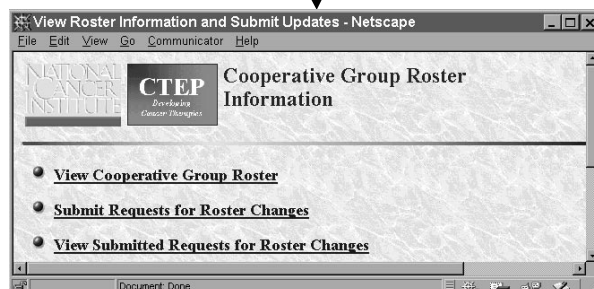 View Roster Information and Submit Updates - Netscape
File Edit View Go Communicator Help
NATIONAL
CANCER
INSTITUTE
CTEP
Developing
Cancer Therapies
Cooperative Group Roster
Information
View Cooperative Group Roster
Submit Requests for Roster Changes
View Submitted Requests for Roster Changes
Document: Done